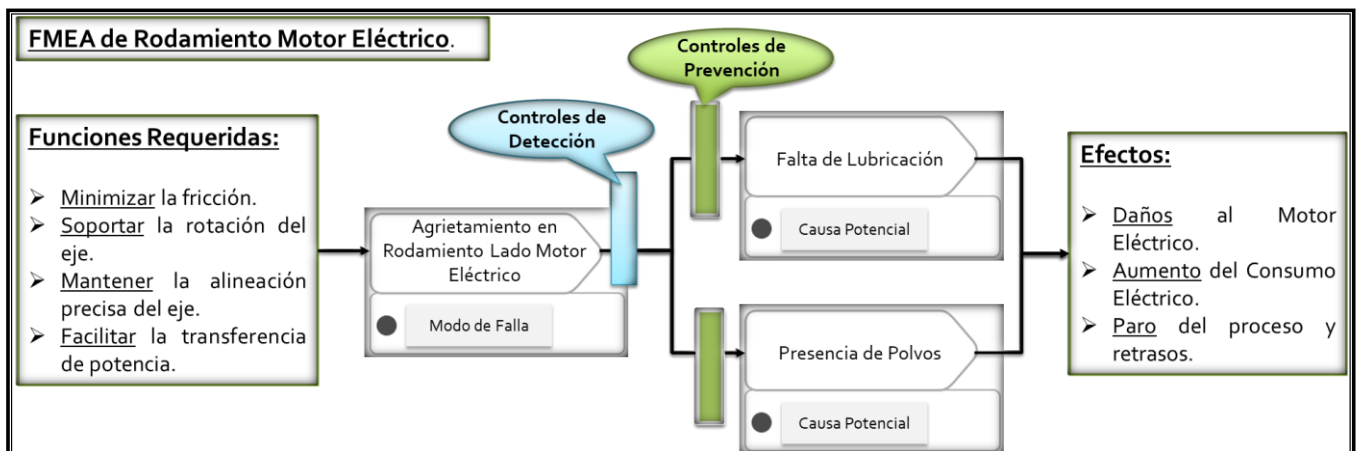 FMEA de Rodamiento Motor Eléctrico.
Funciones Requeridas:
➢ Minimizar la fricción.
➢ Soportar la rotación del
eje.
➢ Mantener la alineación
precisa del eje.
➢ Facilitar la transferencia
de potencia.
Agrietamiento en
Rodamiento Lado Motor
Eléctrico
Modo de Falla
Controles de
Detección
Controles de
Prevención
Falta de Lubricación
Causa Potencial
Presencia de Polvos
Causa Potencial
Efectos:
➢ Daños al Motor
Eléctrico.
➢ Aumento del Consumo
Eléctrico.
➢ Paro del proceso y
retrasos.